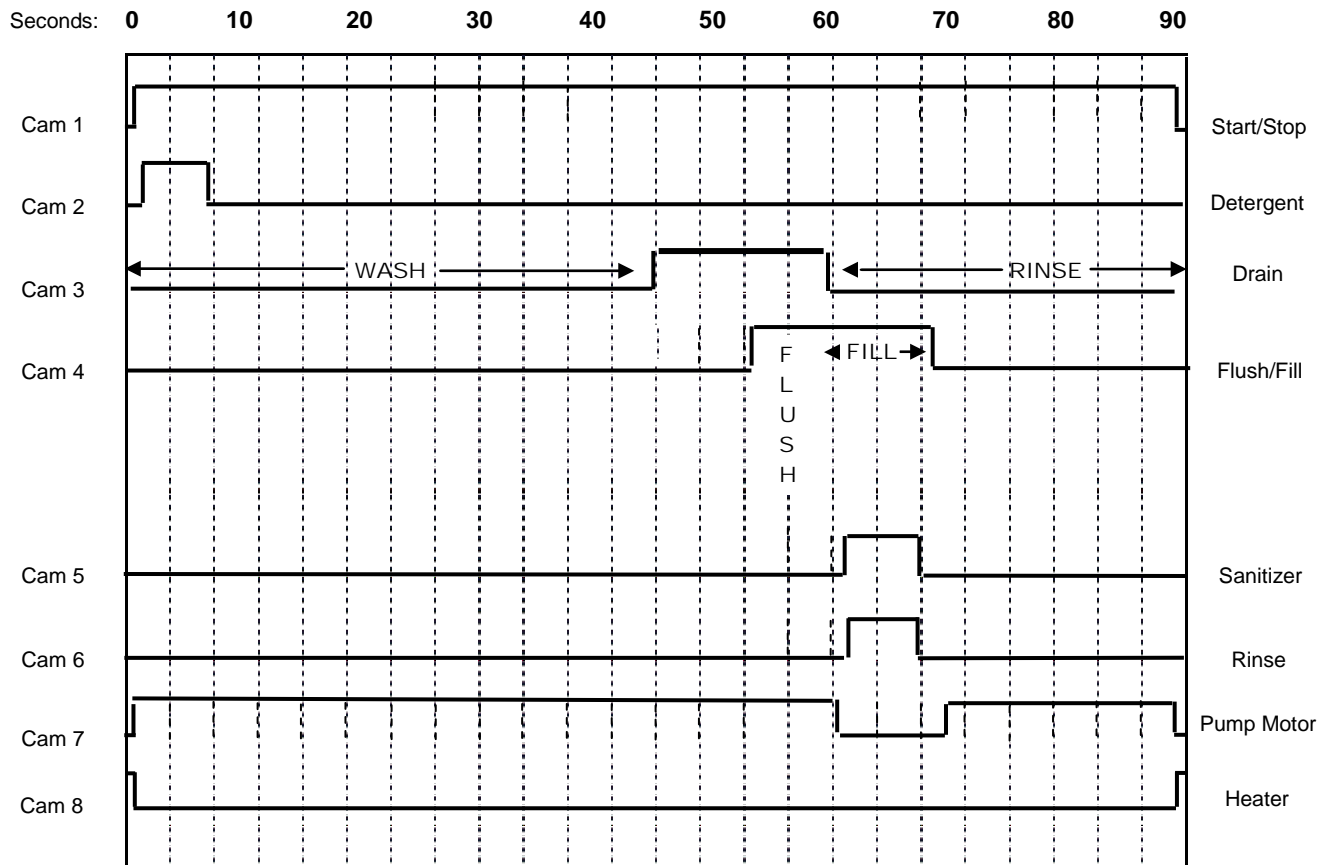 Seconds: 0 10 20 30 40 50 60 70 80 90
Cam 1 Start/Stop
Cam 2 Detergent
WASH RINSE
Cam 3 Drain
FILL
Cam 4 Flush/Fill
F
L
U
S
H
Cam 5 Sanitizer
Cam 6 Rinse
Cam 7 Pump Motor
Cam 8 Heater